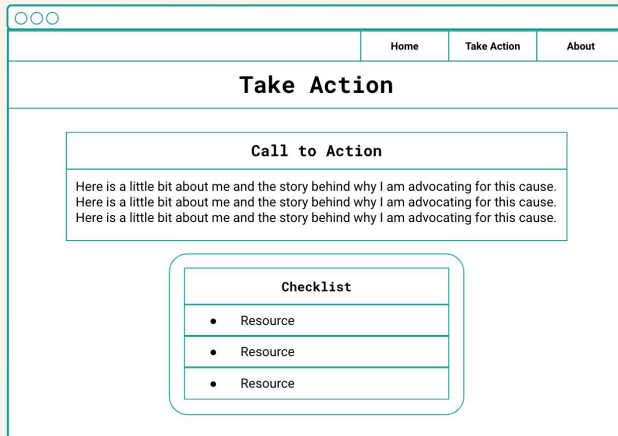 Home Take Action About
Take Action
Call to Action
Here is a little bit about me and the story behind why I am advocating for this cause.
Here is a little bit about me and the story behind why I am advocating for this cause.
Here is a little bit about me and the story behind why I am advocating for this cause.
Checklist
● Resource
● Resource
● Resource